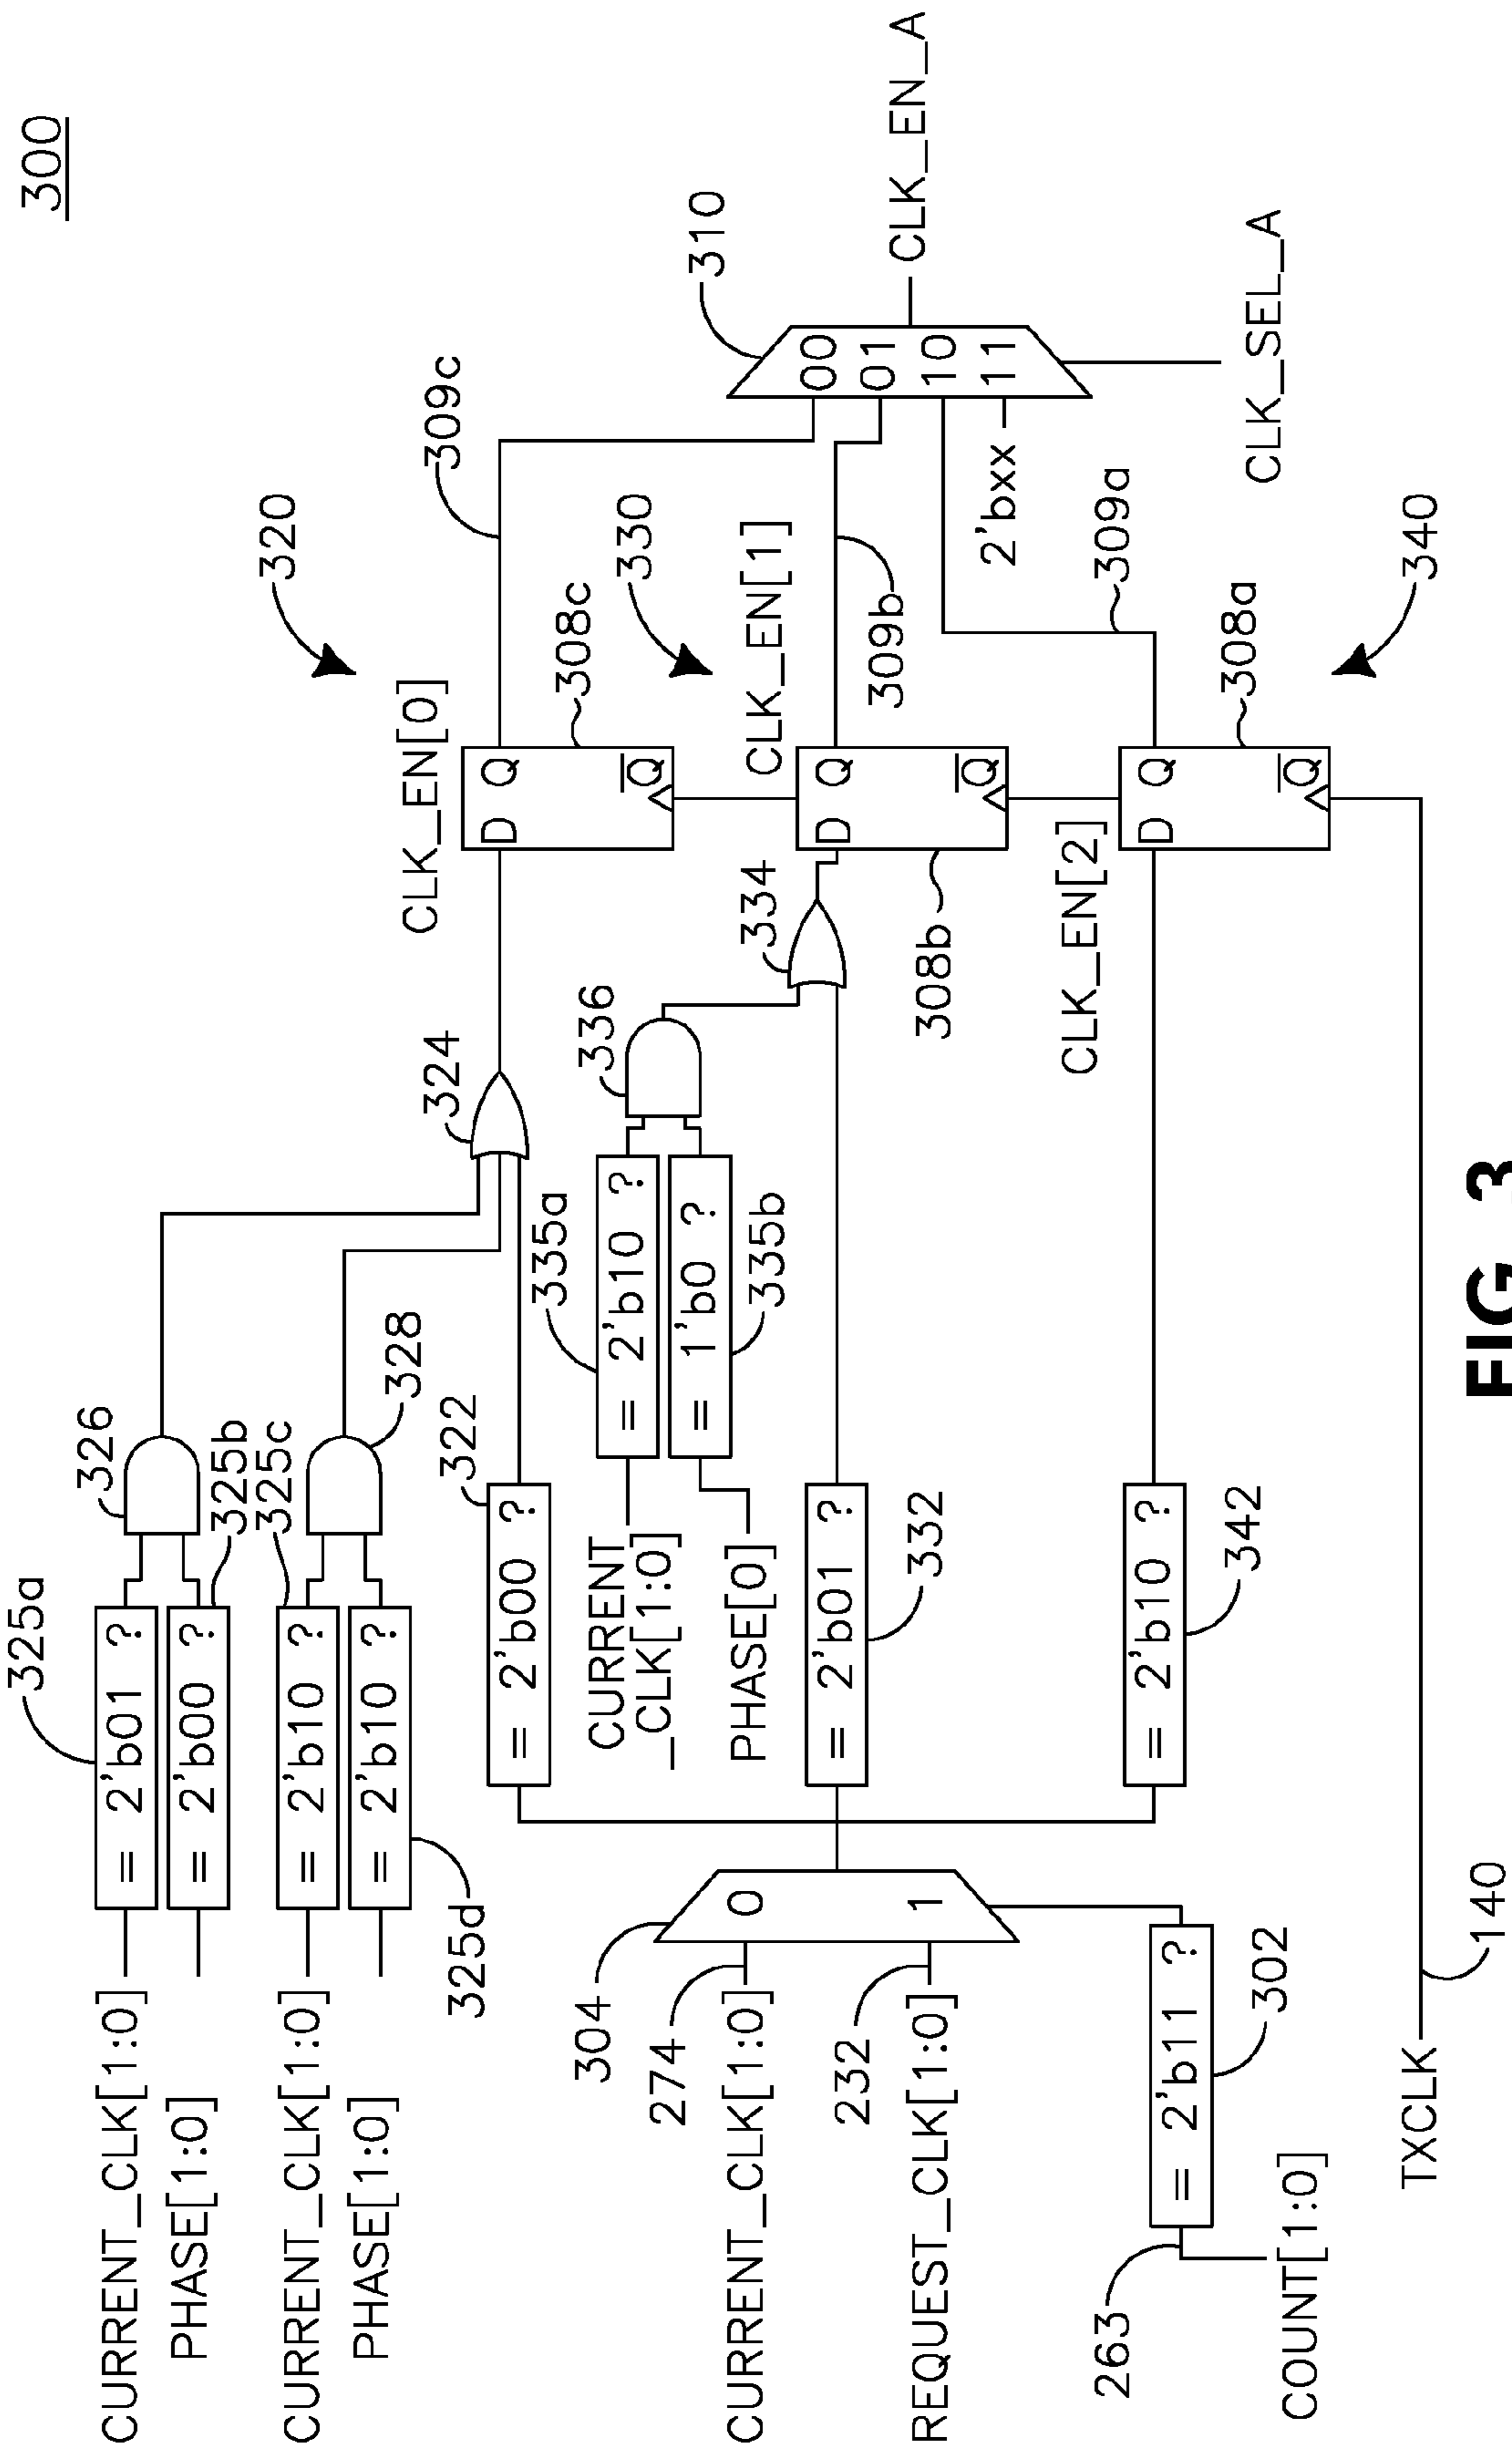 300
325a
= 2'b01 ?
326
CURRENT_CLK[1:0]
PHASE[1:0]
= 2'b00 ?
325b
325c
CURRENT_CLK[1:0]
= 2'b10 ?
328
PHASE[1:0]
= 2'b10 ?
325d
320
309c
CLK_EN[0]
324
322
= 2'b00 ?
D Q
Q
308c
335a
= 2'b10 ?
336
CURRENT
_CLK[1:0]
= 1'b0 ?
335b
PHASE[0]
330
310
334
CLK_EN[1]
304
274
CURRENT_CLK[1:0]
0
= 2'b01 ?
332
D Q
Q
309b
308b
00
01
10
11
CLK_EN_A
232
REQUEST_CLK[1:0]
1
2'bxx
CLK_EN[2]
309a
= 2'b10 ?
342
D Q
Q
308a
CLK_SEL_A
263
= 2'b11 ?
302
COUNT[1:0]
340
TXCLK
140
FIG. 3